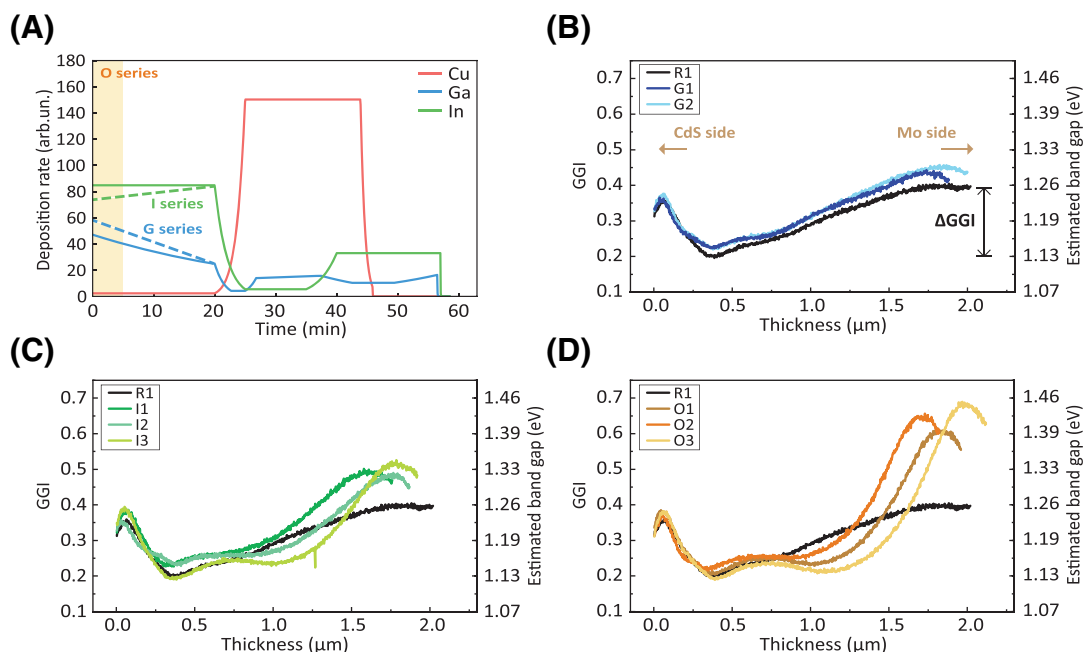 (A)
Deposition rate (arb.un.)
180
160
140
120
100
80
60
40
20
0
O series
Cu
Ga
In
I series
G series
0 10 20 30 40 50 60
Time (min)
(B)
GGI
0.7
0.6
0.5
0.4
0.3
0.2
0.1
R1
G1
G2
CdS side
Mo side
ΔGGI
1.46
1.39
1.33
1.26
1.19
1.13
1.07
Estimated band gap (eV)
0.0 0.5 1.0 1.5 2.0
Thickness (μm)
(C)
GGI
0.7
0.6
0.5
0.4
0.3
0.2
0.1
R1
I1
I2
I3
1.46
1.39
1.33
1.26
1.19
1.13
1.07
Estimated band gap (eV)
0.0 0.5 1.0 1.5 2.0
Thickness (μm)
(D)
GGI
0.7
0.6
0.5
0.4
0.3
0.2
0.1
R1
O1
O2
O3
1.46
1.39
1.33
1.26
1.19
1.13
1.07
Estimated band gap (eV)
0.0 0.5 1.0 1.5 2.0
Thickness (μm)